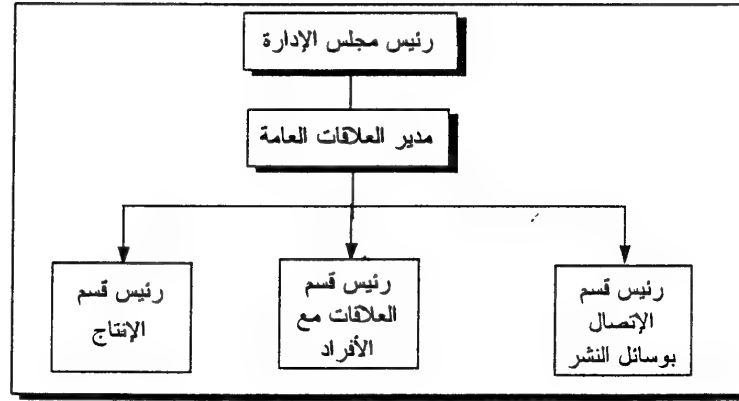 رئيس مجلس الإدارة
مدير العلاقات العامة
رئيس قسم
الإتصال
بوسائل النشر
رئيس قسم
العلاقات مع
الأفراد
رئيس قسم
الإنتاج